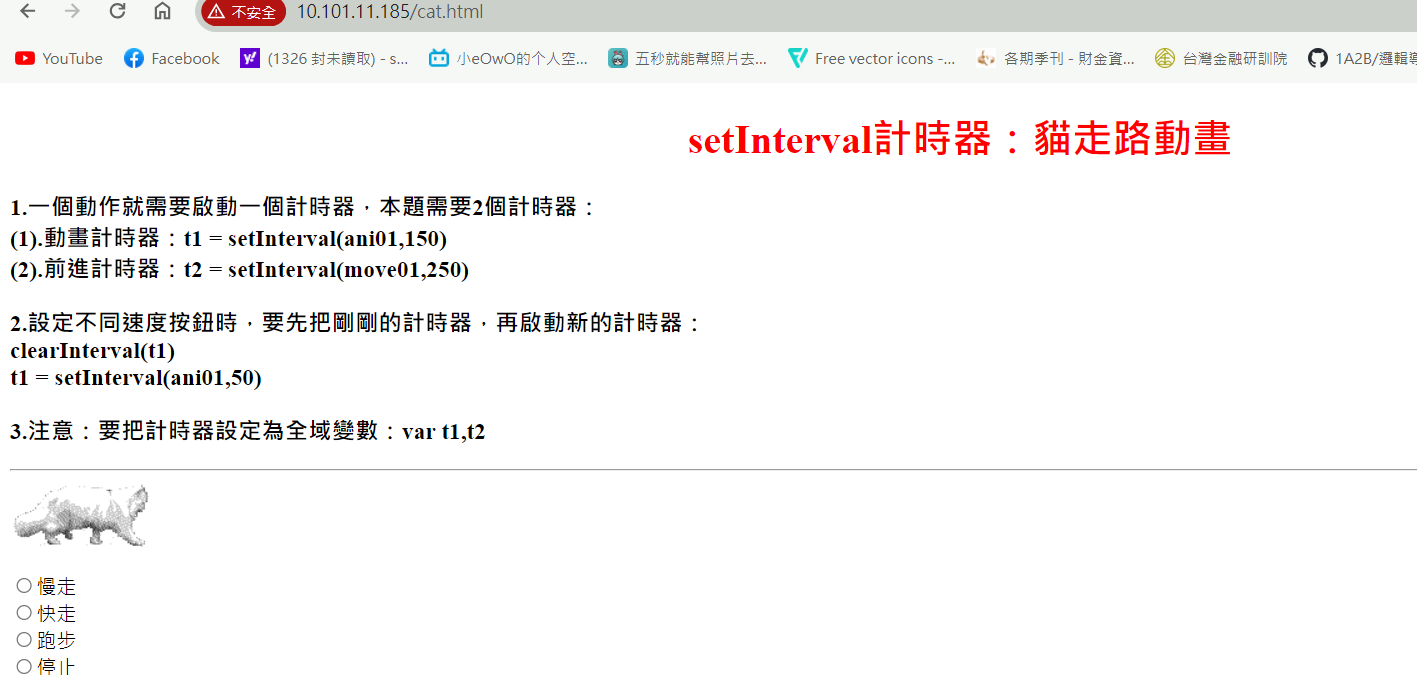 不安全 10.101.11.185/cat.html
YouTube Facebook (1326 封未讀取) - s... 小eOwO的个人空... 五秒就能幫照片去... Free vector icons -... 各期季刊 - 財金資... 台灣金融研訓院 1A2B/邏輯
setInterval計時器：貓走路動畫
1.一個動作就需要啟動一個計時器，本題需要2個計時器：
(1).動畫計時器：t1 = setInterval(ani01,150)
(2).前進計時器：t2 = setInterval(move01,250)
2.設定不同速度按鈕時，要先把剛剛的計時器，再啟動新的計時器：
clearInterval(t1)
t1 = setInterval(ani01,50)
3.注意：要把計時器設定為全域變數：var t1,t2
慢走
快走
跑步
停止